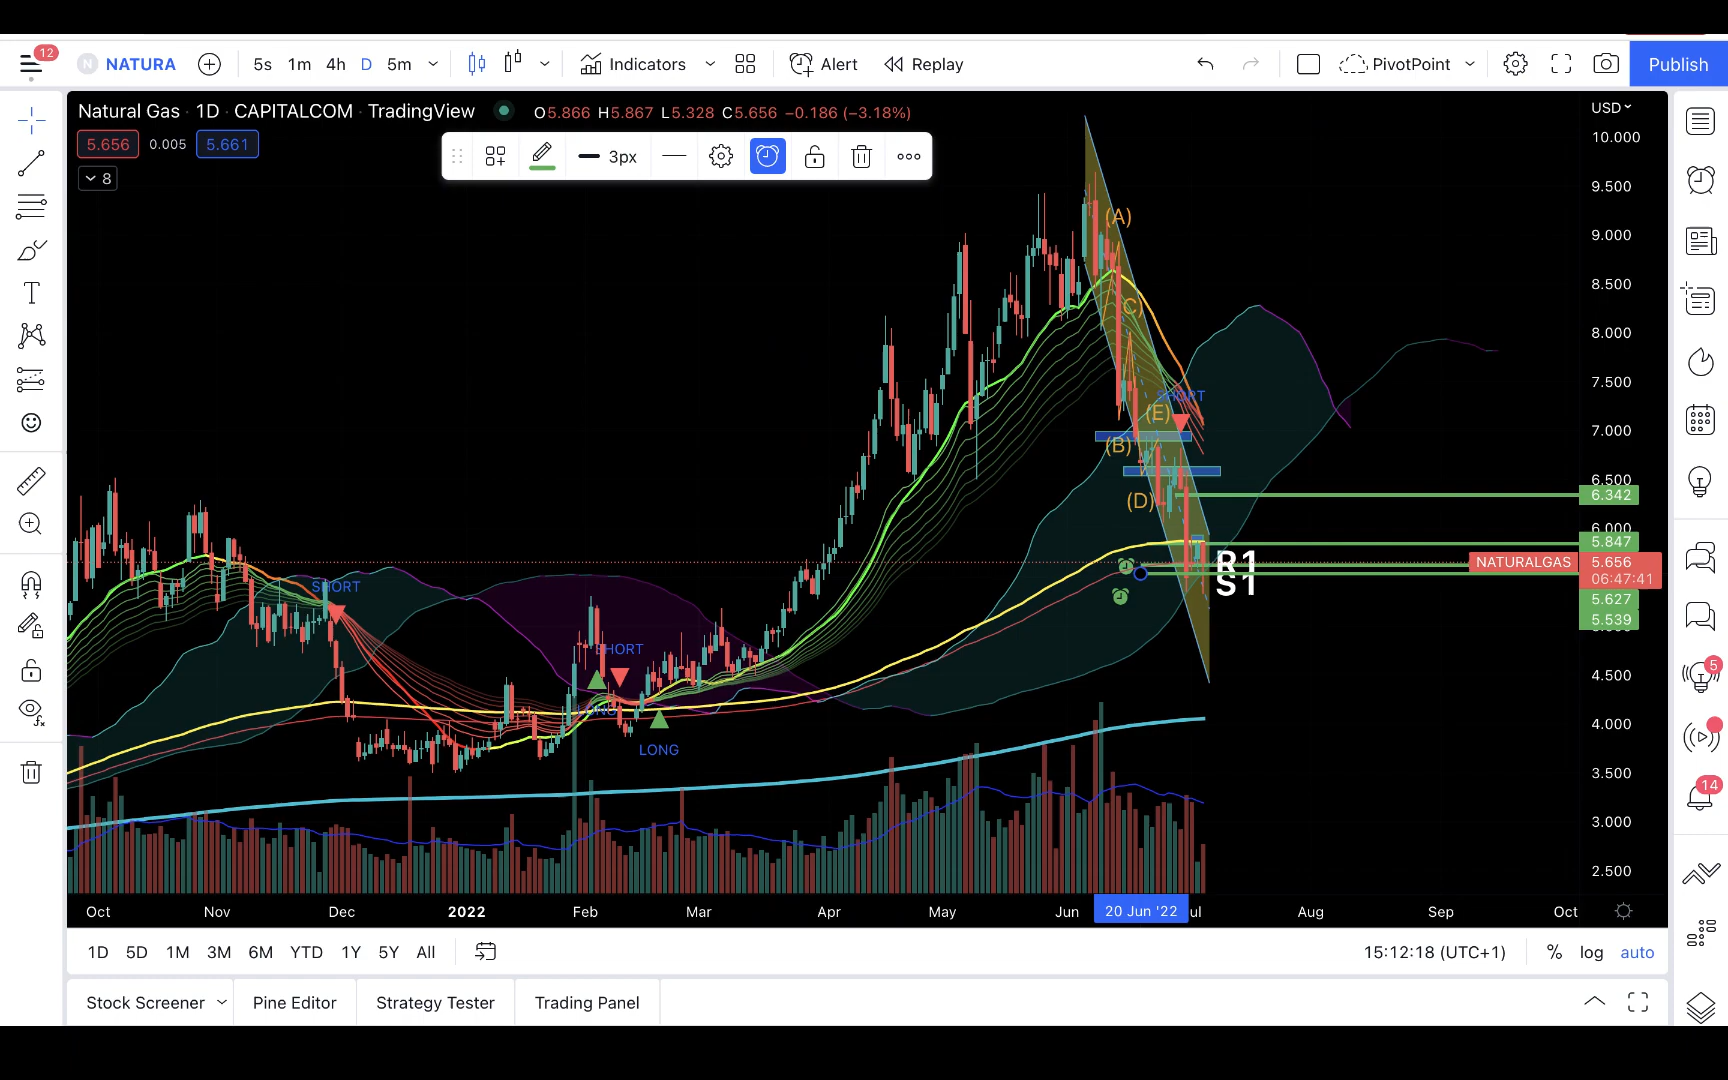 12
N NATURA 5s 1m 4h D 5m Indicators Alert Replay PivotPoint Publish
Natural Gas · 1D · CAPITALCOM · TradingView O5.866 H5.867 L5.328 C5.656 −0.186 (−3.18%)
5.656 0.005 5.661
3px
8
USD
10.000
9.500
9.000
8.500
8.000
7.500
7.000
6.500
6.342
6.000
5.847
NATURALGAS 5.656
06:47:41
5.627
5.539
4.500
4.000
3.500
3.000
2.500
(A)
C)
SHORT
(E)
(B)
(D)
R1
S1
SHORT
SHORT
LONG
LONG
T
5
14
Oct Nov Dec 2022 Feb Mar Apr May Jun 20 Jun '22 ul Aug Sep Oct
1D 5D 1M 3M 6M YTD 1Y 5Y All 15:12:18 (UTC+1) % log auto
Stock Screener Pine Editor Strategy Tester Trading Panel